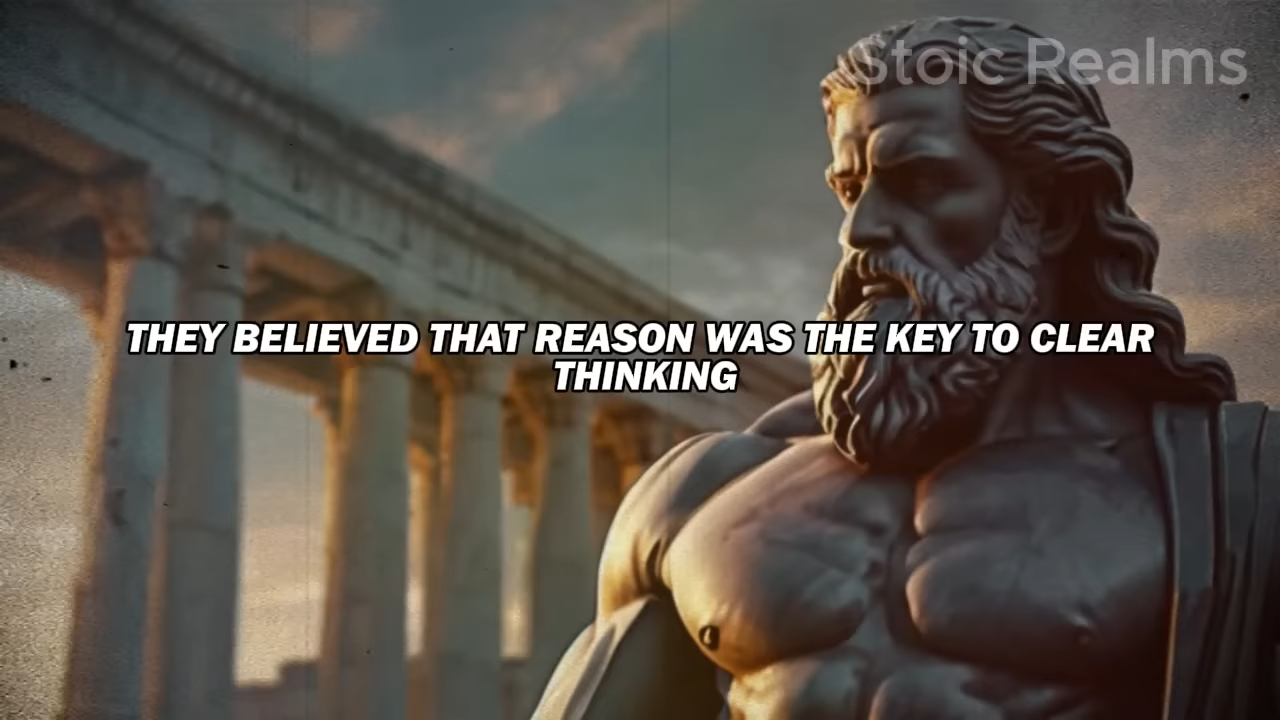 Stoic Realms
THEY BELIEVED THAT REASON WAS THE KEY TO CLEAR
THINKING